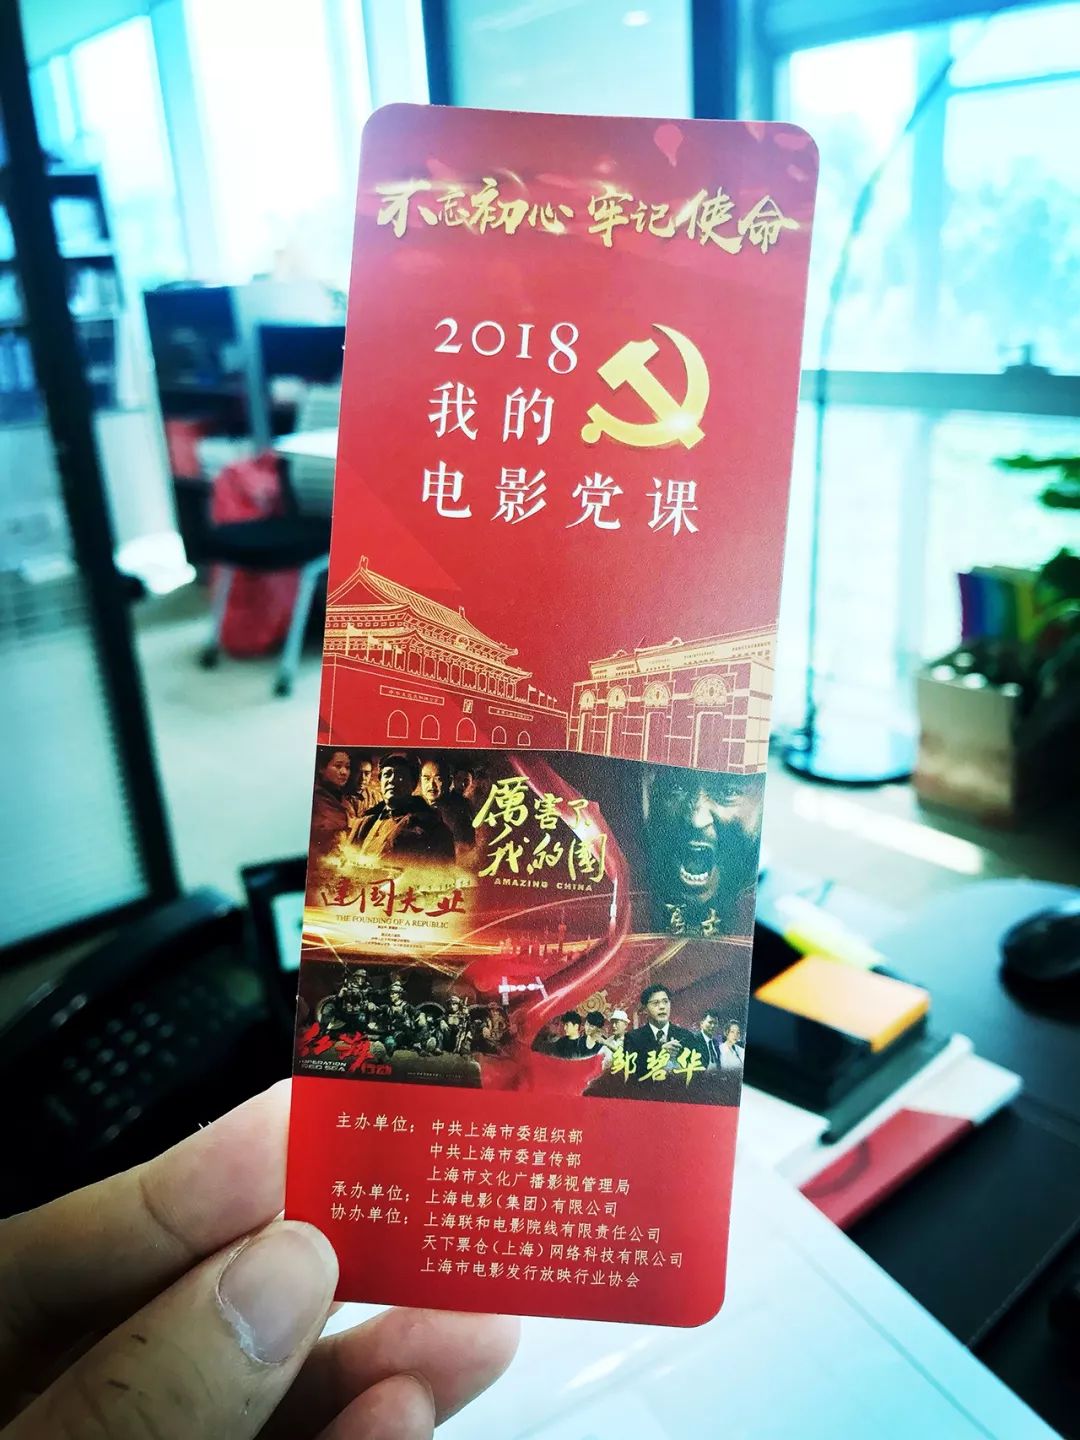 不忘初心 牢记使命
2018
我的
电影党课
厉害了
我的国
AMAZING CHINA
建国大业
THE FOUNDING OF A REPUBLIC
勇士
红海行动
OPERATION
RED SEA
邹碧华
主办单位：中共上海市委组织部
中共上海市委宣传部
上海市文化广播影视管理局
承办单位：上海电影（集团）有限公司
协办单位：上海联和电影院线有限责任公司
天下票仓（上海）网络科技有限公司
上海市电影发行放映行业协会